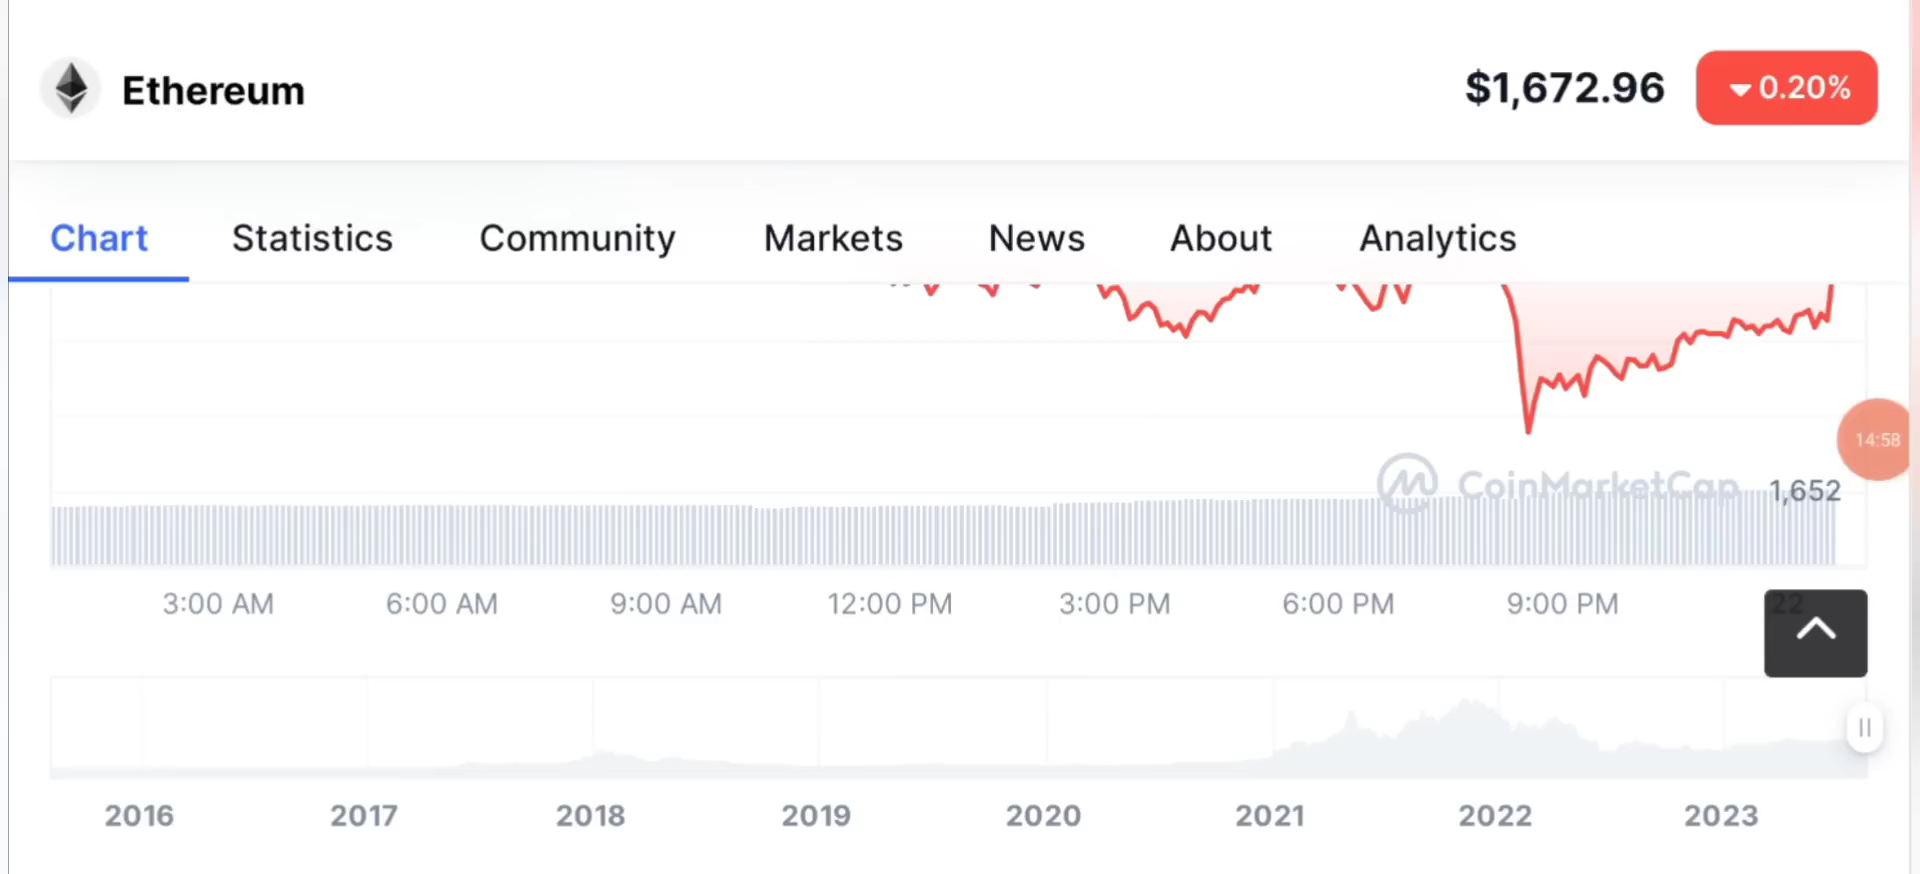 Ethereum
$1,672.96
0.20%
Chart Statistics Community Markets News About Analytics
14:58
CoinMarketCap
1,652
3:00 AM 6:00 AM 9:00 AM 12:00 PM 3:00 PM 6:00 PM 9:00 PM 22
2016 2017 2018 2019 2020 2021 2022 2023